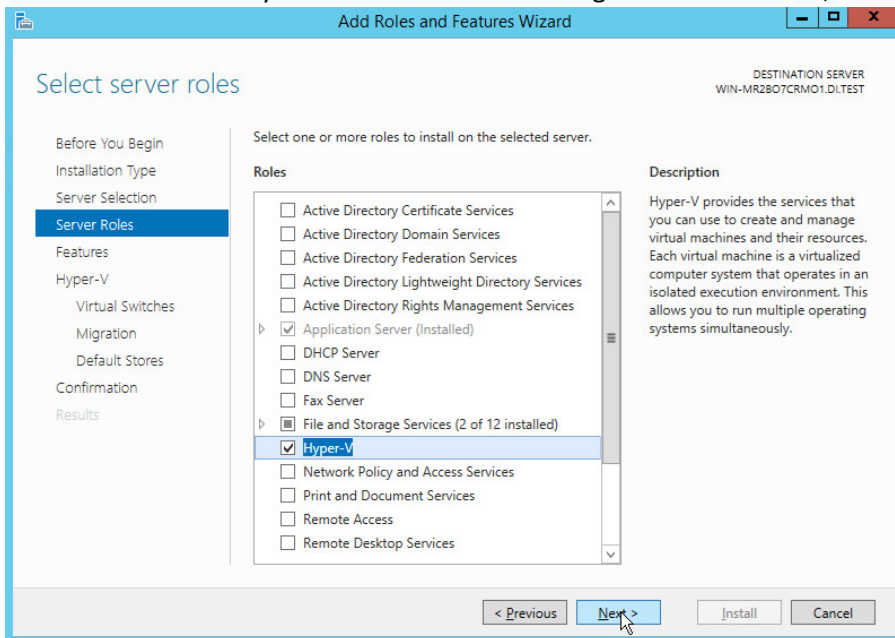 Add Roles and Features Wizard
Select server roles
DESTINATION SERVER
WIN-MR2BO7CRMO1.DI.TEST
Before You Begin
Installation Type
Server Selection
Server Roles
Features
Hyper-V
Virtual Switches
Migration
Default Stores
Confirmation
Results
Select one or more roles to install on the selected server.
Roles
Active Directory Certificate Services
Active Directory Domain Services
Active Directory Federation Services
Active Directory Lightweight Directory Services
Active Directory Rights Management Services
Application Server (Installed)
DHCP Server
DNS Server
Fax Server
File and Storage Services (2 of 12 installed)
Hyper-V
Network Policy and Access Services
Print and Document Services
Remote Access
Remote Desktop Services
Description
Hyper-V provides the services that
you can use to create and manage
virtual machines and their resources.
Each virtual machine is a virtualized
computer system that operates in an
isolated execution environment. This
allows you to run multiple operating
systems simultaneously.
< Previous
Next >
Install
Cancel